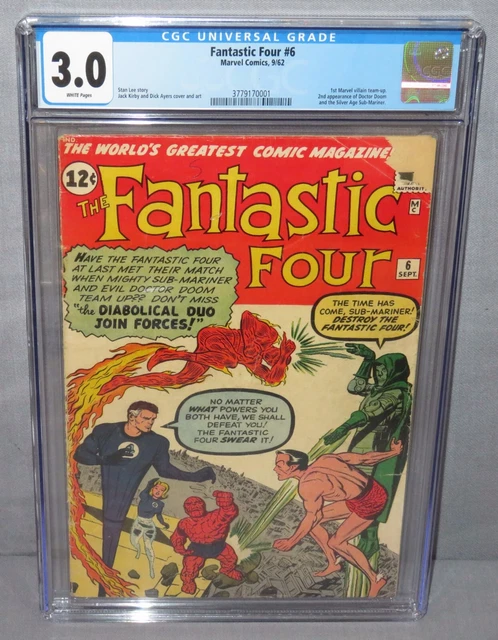 CGC UNIVERSAL GRADE
3.0
WHITE Pages
Fantastic Four #6
Marvel Comics, 9/62
Stan Lee story
Jack Kirby and Dick Ayers cover and art
3779170001
1st Marvel villain team-up.
2nd appearance of Doctor Doom
and the Silver Age Sub-Mariner.
CGC
IND.
THE WORLD'S GREATEST COMIC MAGAZINE
12¢
AUTHORIT
THE Fantastic
FOUR
MC
6
SEPT.
HAVE THE FANTASTIC FOUR
AT LAST MET THEIR MATCH
WHEN MIGHTY SUB-MARINER
AND EVIL DOCTOR DOOM
TEAM UP?? DON'T MISS
"the DIABOLICAL DUO
JOIN FORCES!"
THE TIME HAS
COME, SUB-MARINER!
DESTROY THE
FANTASTIC FOUR!
NO MATTER
WHAT POWERS YOU
BOTH HAVE, WE SHALL
DEFEAT YOU!
THE FANTASTIC
FOUR SWEAR IT!
4